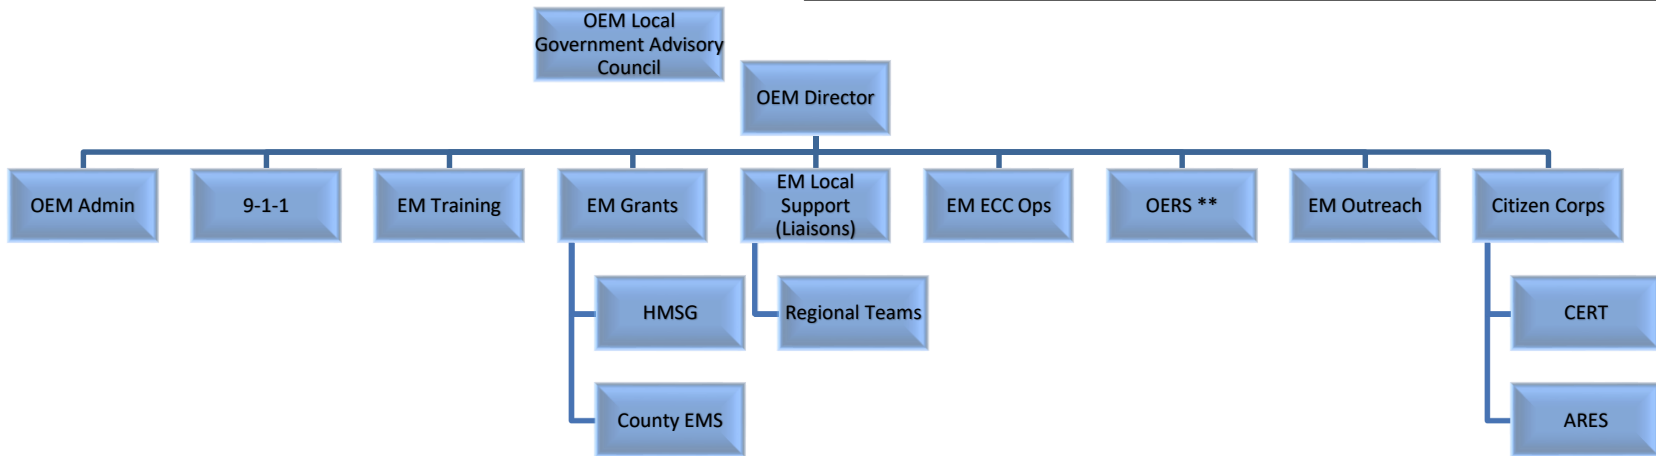 OEM Local
Government Advisory
Council
OEM Director
OEM Admin
9-1-1
EM Training
EM Grants
EM Local
Support
(Liaisons)
EM ECC Ops
OERS **
EM Outreach
Citizen Corps
HMSG
Regional Teams
CERT
County EMS
ARES